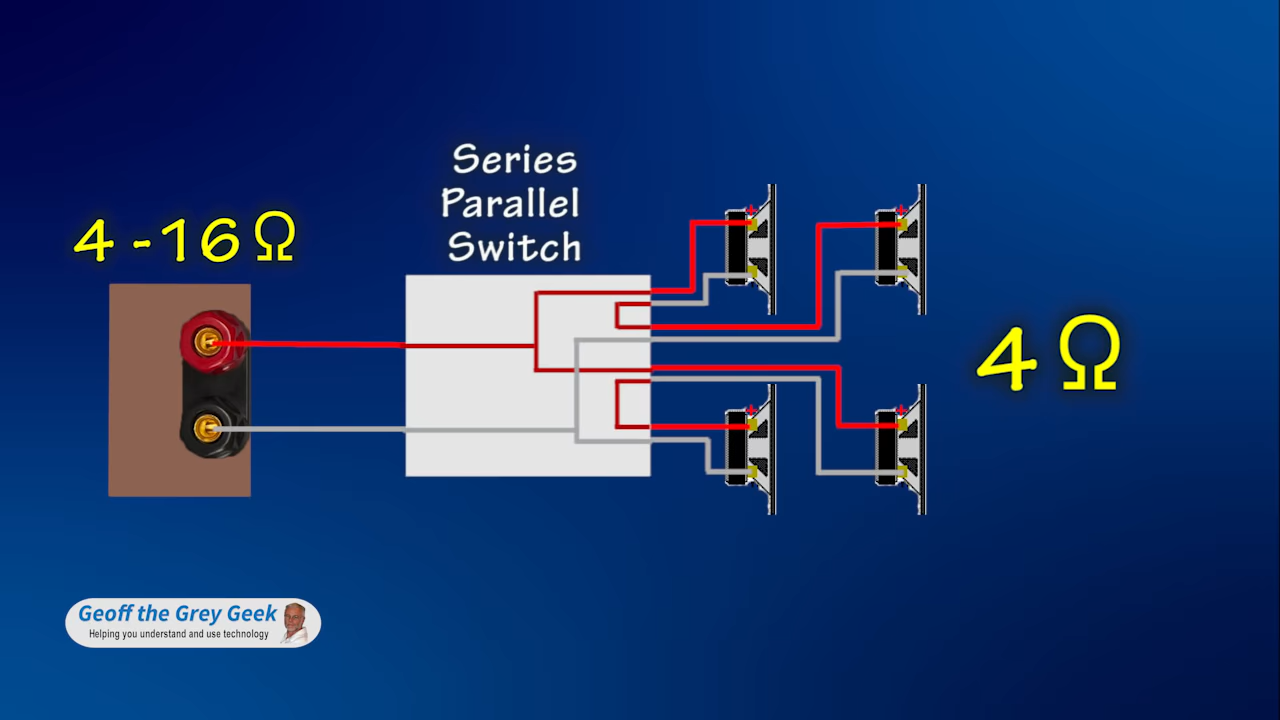 Series
Parallel
Switch
4-16Ω
4Ω
+
+
+
+
Geoff the Grey Geek
Helping you understand and use technology